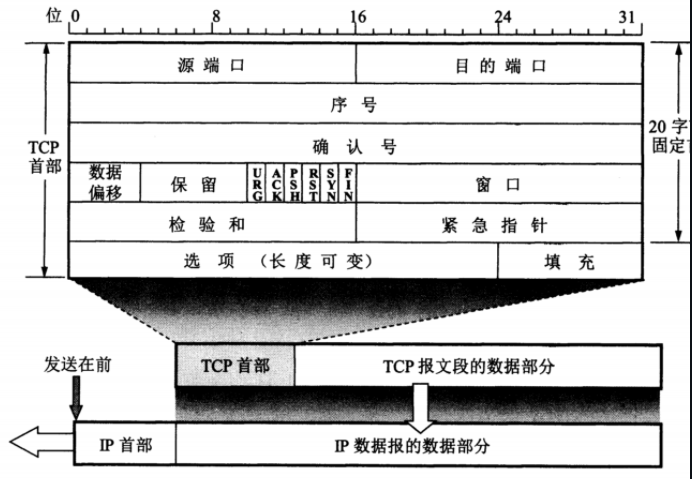 位 0 8 16 24 31
源端口 目的端口
序号
TCP
首部
确认号
20字
固定
数据
偏移
保留
URG
ACK
PSH
RST
SYN
FIN
窗口
检验和 紧急指针
选项（长度可变） 填充
发送在前
TCP 首部 TCP 报文段的数据部分
IP 首部 IP 数据报的数据部分